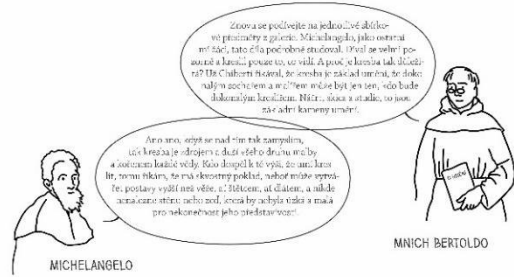 Znovu se podívejte na jednotlivé sbírko-
vé předměty z galerie. Michelangelo, jako ostatní
mí žáci, tato díla podrobně studoval. Díval se velmi po-
zorně a kreslil pouze to, co vidí. A proč je kresba tak důleži-
tá? Už Ghiberti říkával, že kresba je základ umění, že doko-
nalým sochařem a malířem může být jen ten, kdo bude
dokonalým kreslířem. Náčrt, skica a studie, to jsou
základní kameny umění.
Ano ano, když se nad tím tak zamyslím,
tak kresba je zdrojem a duší všeho druhu malby
a kořenem každé vědy. Kdo dospěl k té výši, že umí kres-
lit, tomu říkám, že má skvostný poklad, neboť může vytvá-
řet postavy vyšší než věže, ať štětcem, ať dlátem, a nikde
nenalezne stěnu nebo zeď, která by nebyla úzká a malá
pro nekonečnost jeho představivosti.
MICHELANGELO
MNICH BERTOLDO